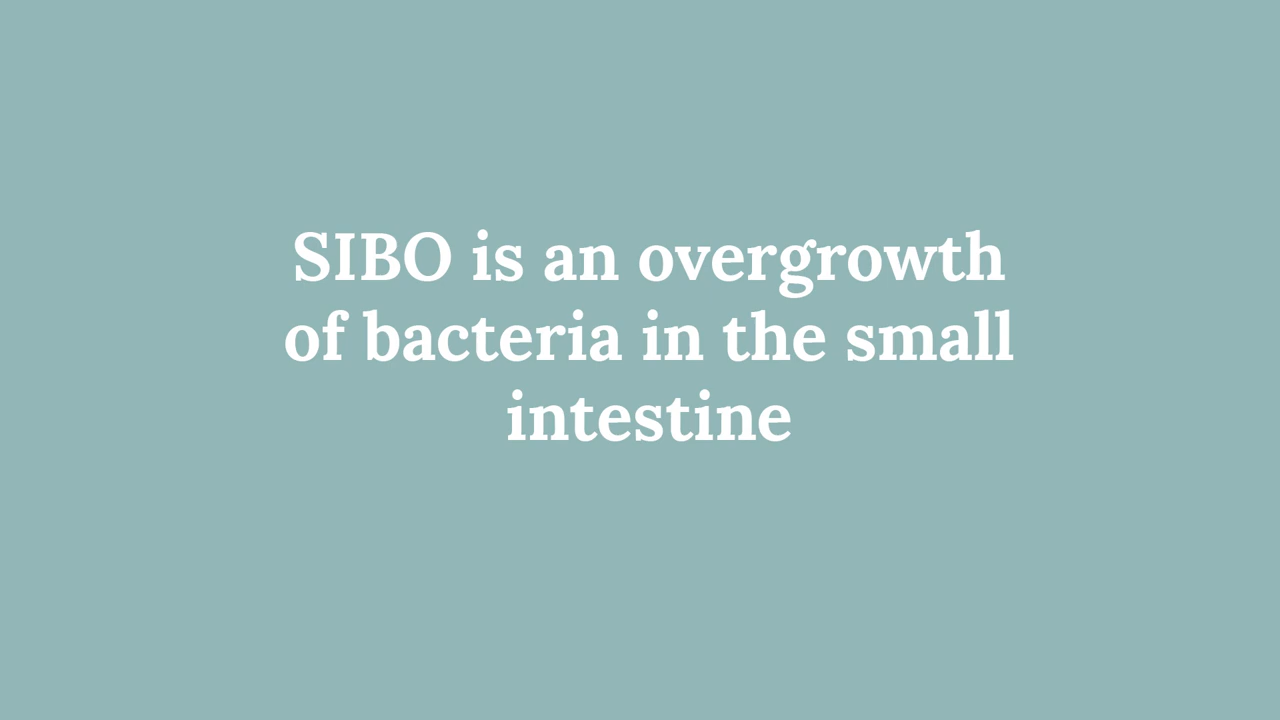 SIBO is an overgrowth
of bacteria in the small
intestine